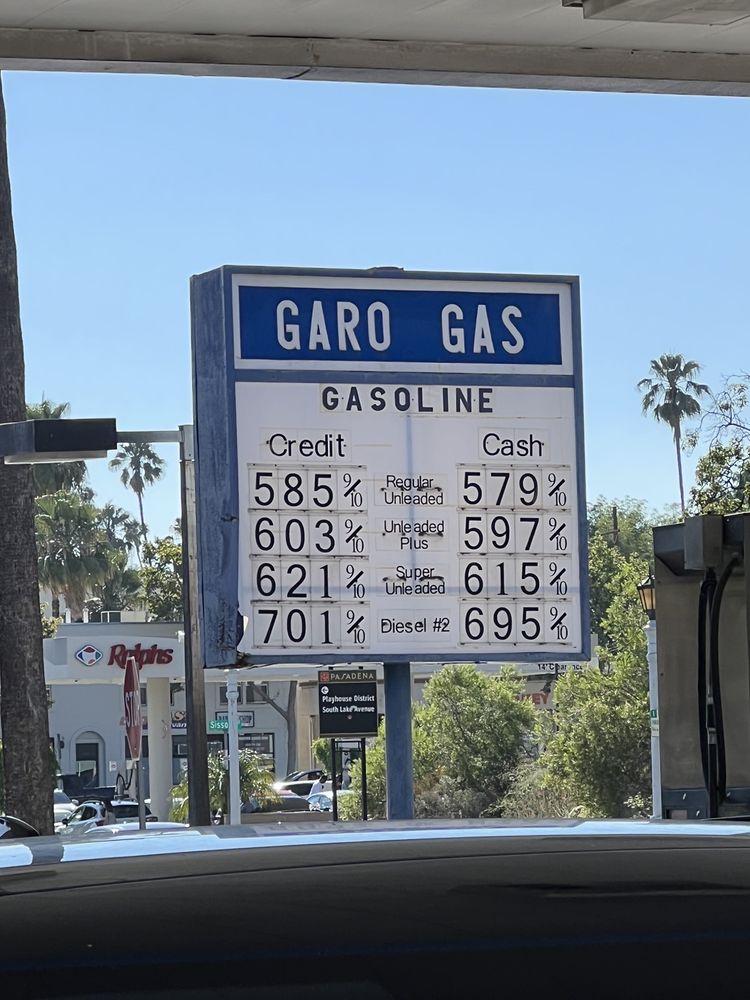 GARO GAS
GASOLINE
Credit Cash
585 9/10 Regular Unleaded 579 9/10
603 9/10 Unleaded Plus 597 9/10
621 9/10 Super Unleaded 615 9/10
701 9/10 Diesel #2 695 9/10
Ralphs
STOP
PASADENA
Playhouse District
South Lake Avenue